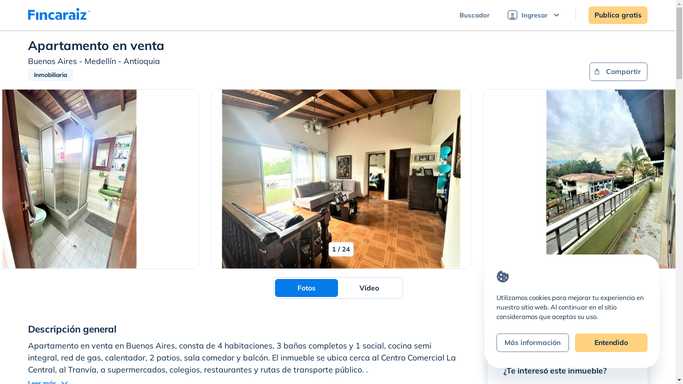 Fincaraiz
Buscador
Ingresar
Publica gratis
Apartamento en venta
Buenos Aires - Medellín - Antioquia
Inmobiliaria
Compartir
1 / 24
Fotos
Video
Descripción general
Apartamento en venta en Buenos Aires, consta de 4 habitaciones, 3 baños completos y 1 social, cocina semi
integral, red de gas, calentador, 2 patios, sala comedor y balcón. El inmueble se ubica cerca al Centro Comercial La
Central, al Tranvía, a supermercados, colegios, restaurantes y rutas de transporte público. .
Leer más
Utilizamos cookies para mejorar tu experiencia en
nuestro sitio web. Al continuar en el sitio
consideramos que aceptas su uso.
Más información
Entendido
¿Te interesó este inmueble?